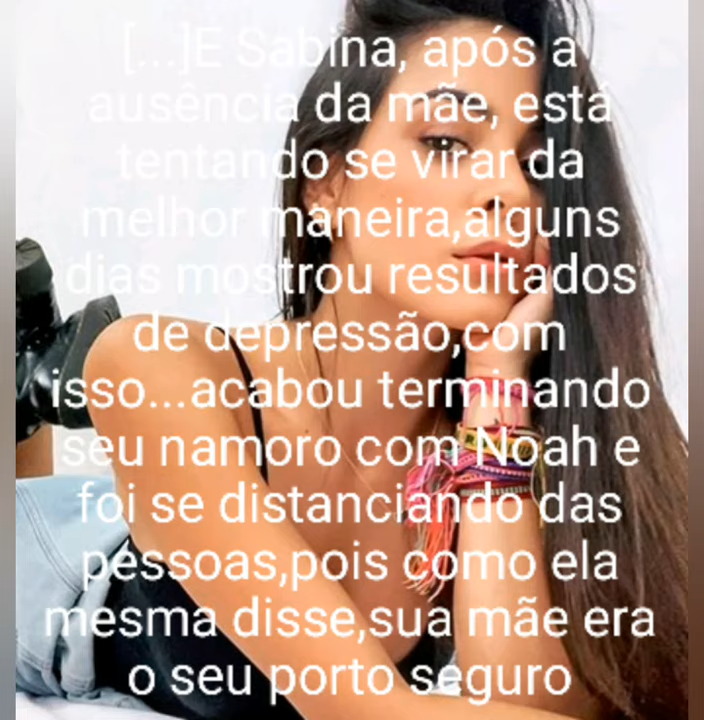 [...]E Sabina, após a
ausência da mãe, está
tentando se virar da
melhor maneira,alguns
dias mostrou resultados
de depressão,com
isso...acabou terminando
seu namoro com Noah e
foi se distanciando das
pessoas,pois como ela
mesma disse,sua mãe era
o seu porto seguro